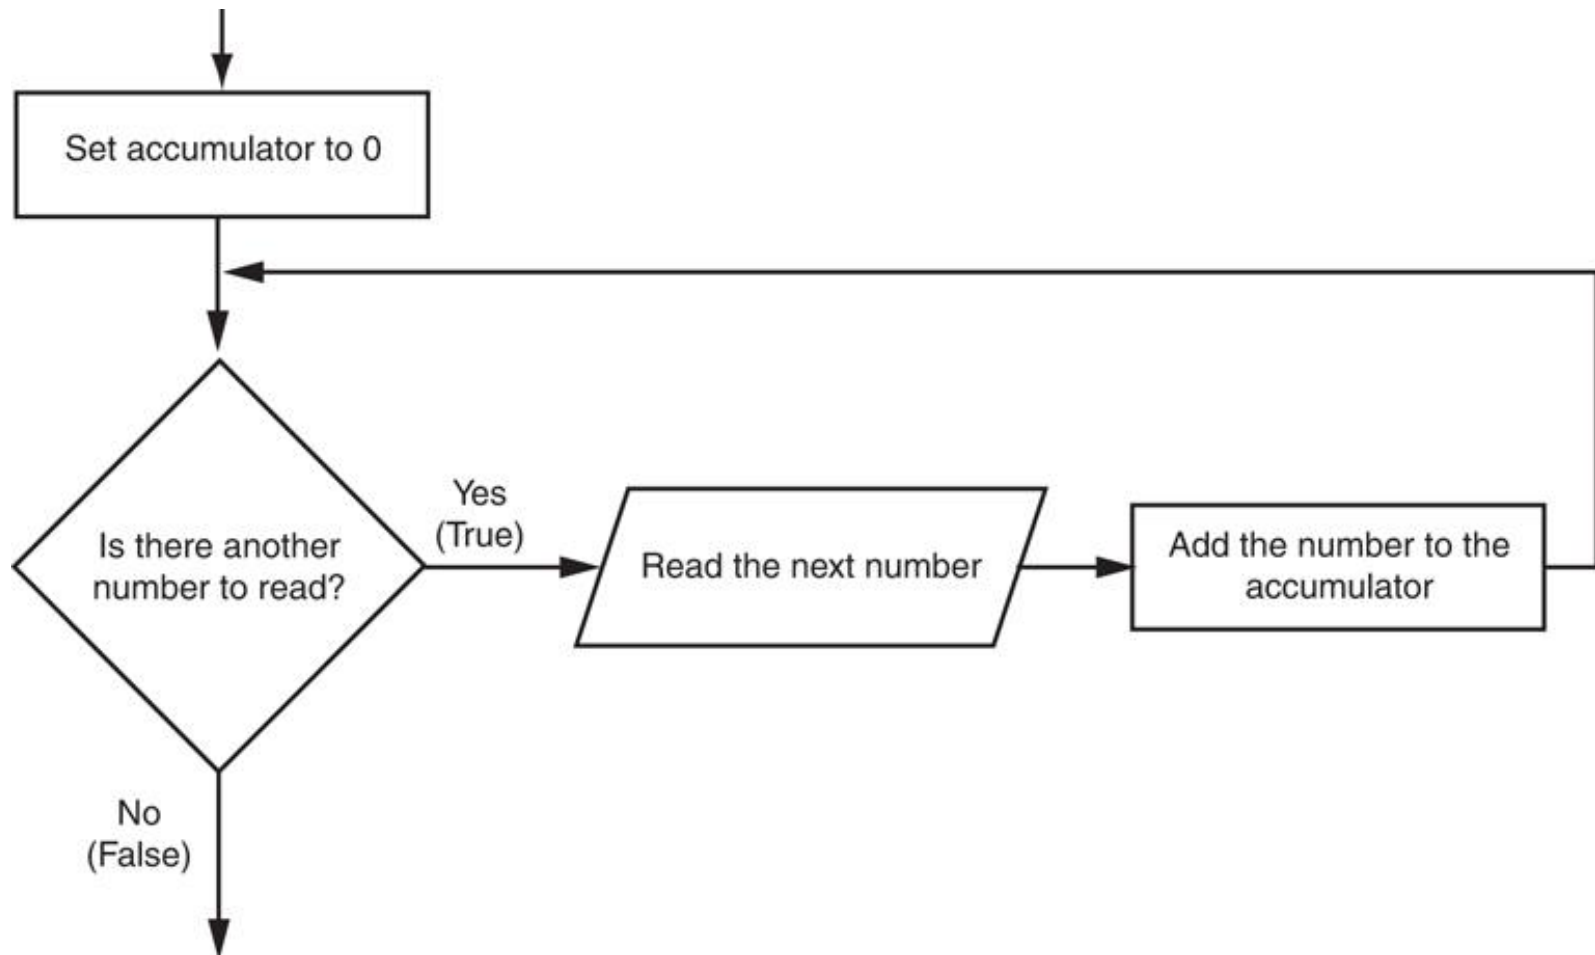 Set accumulator to 0
Is there another
number to read?
Yes
(True)
Read the next number
Add the number to the
accumulator
No
(False)